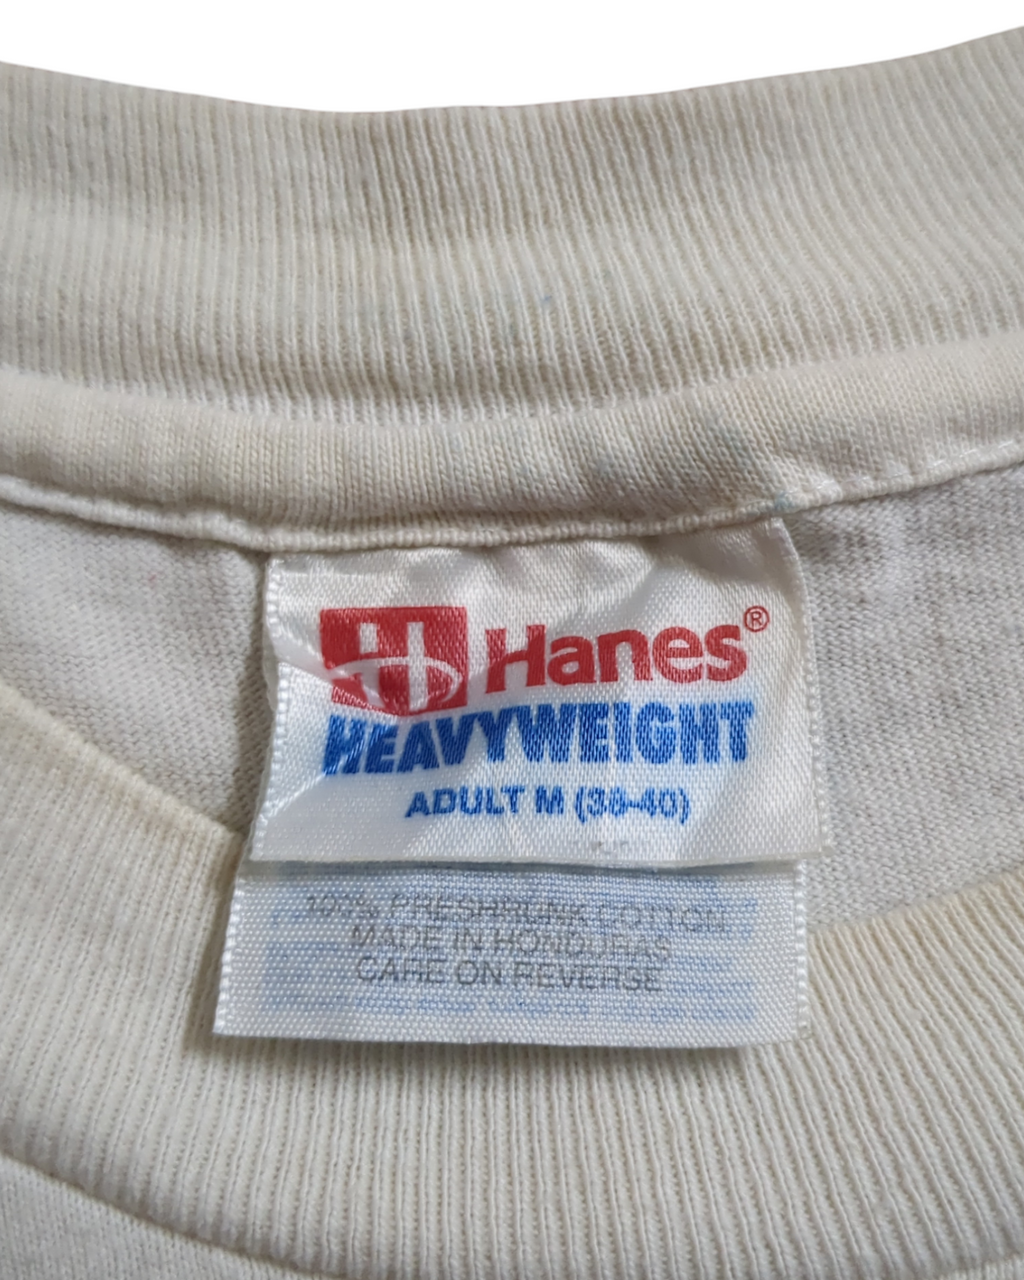 H Hanes®
HEAVYWEIGHT
ADULT M (38-40)
100% PRESHRUNK COTTON
MADE IN HONDURAS
CARE ON REVERSE